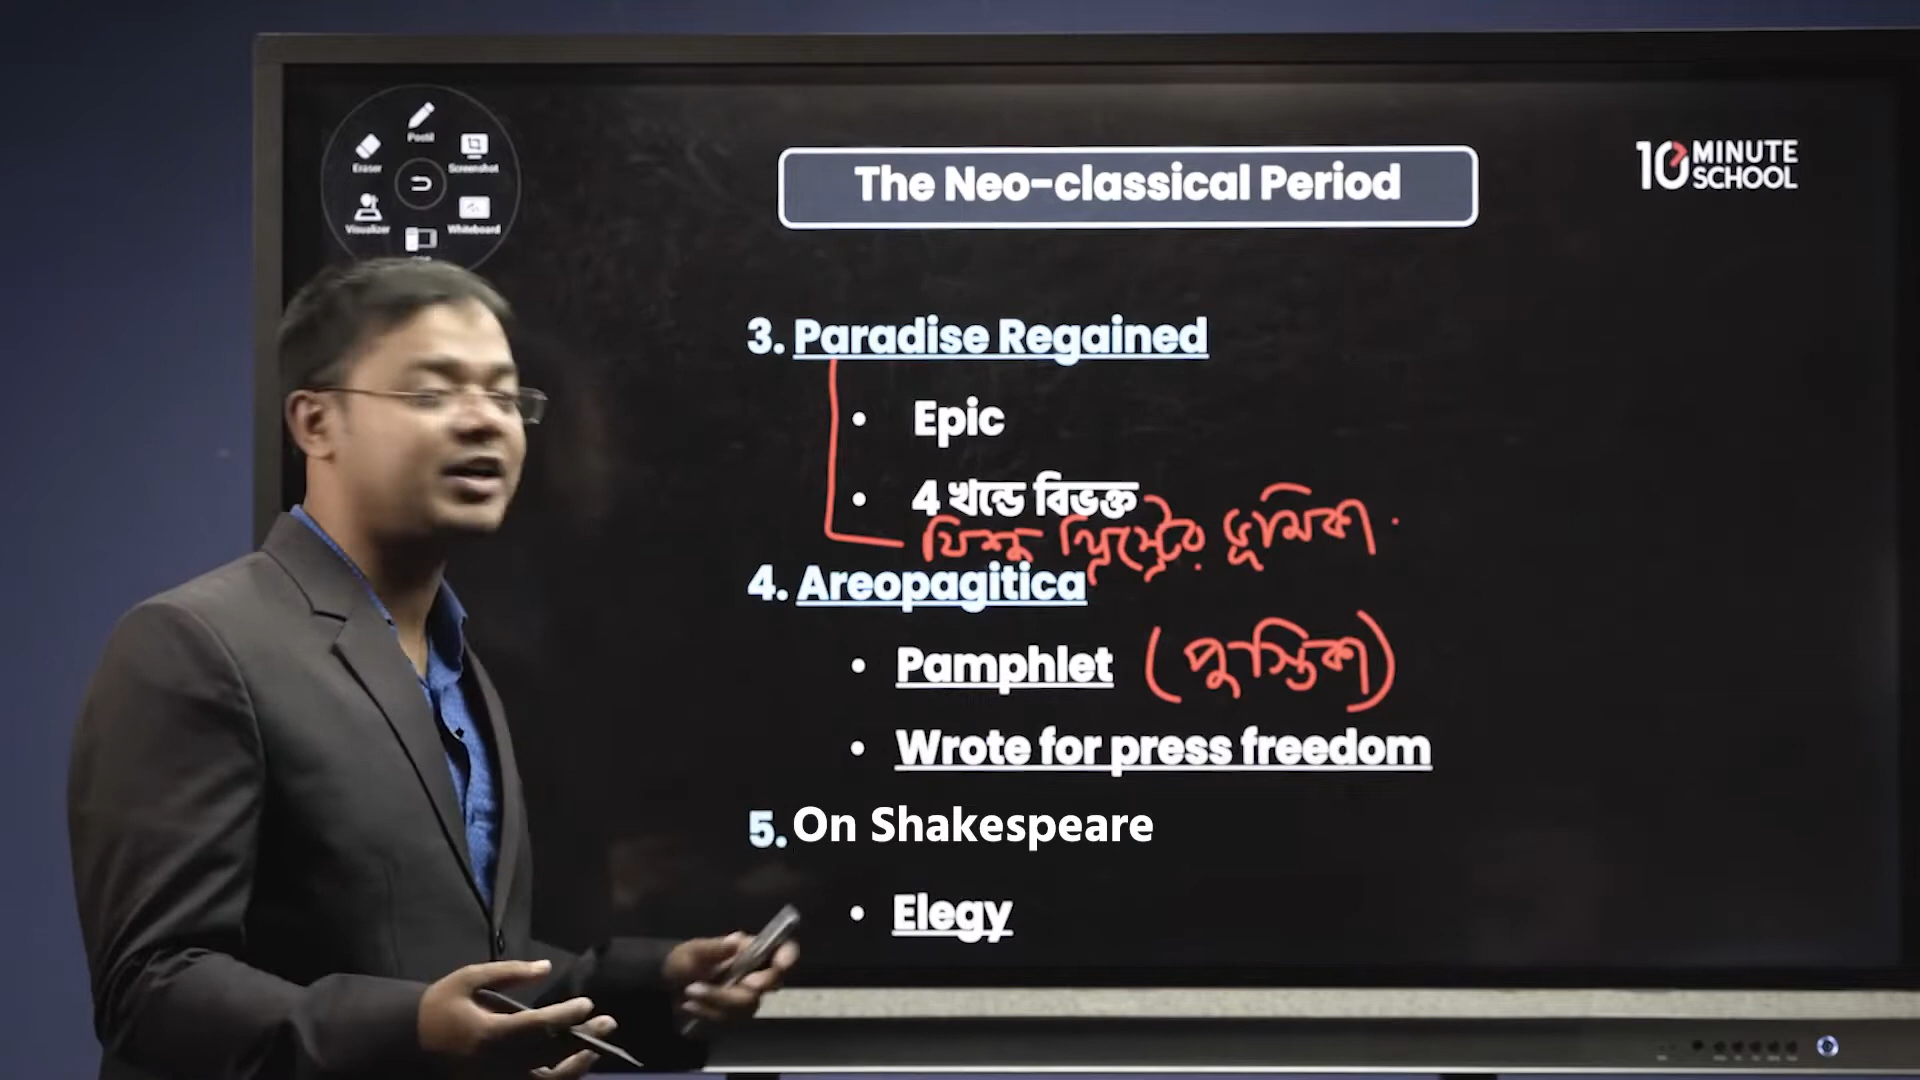 Postil
Eraser
Screenshot
Visualizer
Whiteboard
The Neo-classical Period
10 MINUTE SCHOOL
3. Paradise Regained
• Epic
• 4 খন্ডে বিভক্ত
যিশু খ্রিস্টের ভূমিকা
4. Areopagitica
• Pamphlet (পুস্তিকা)
• Wrote for press freedom
5. On Shakespeare
• Elegy